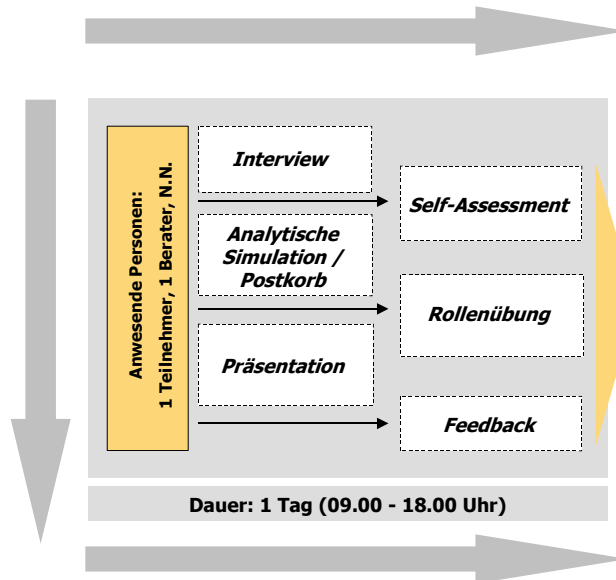 Anwesende Personen:
1 Teilnehmer, 1 Berater, N.N.
Interview
Self-Assessment
Analytische
Simulation /
Postkorb
Rollenübung
Präsentation
Feedback
Dauer: 1 Tag (09.00 - 18.00 Uhr)